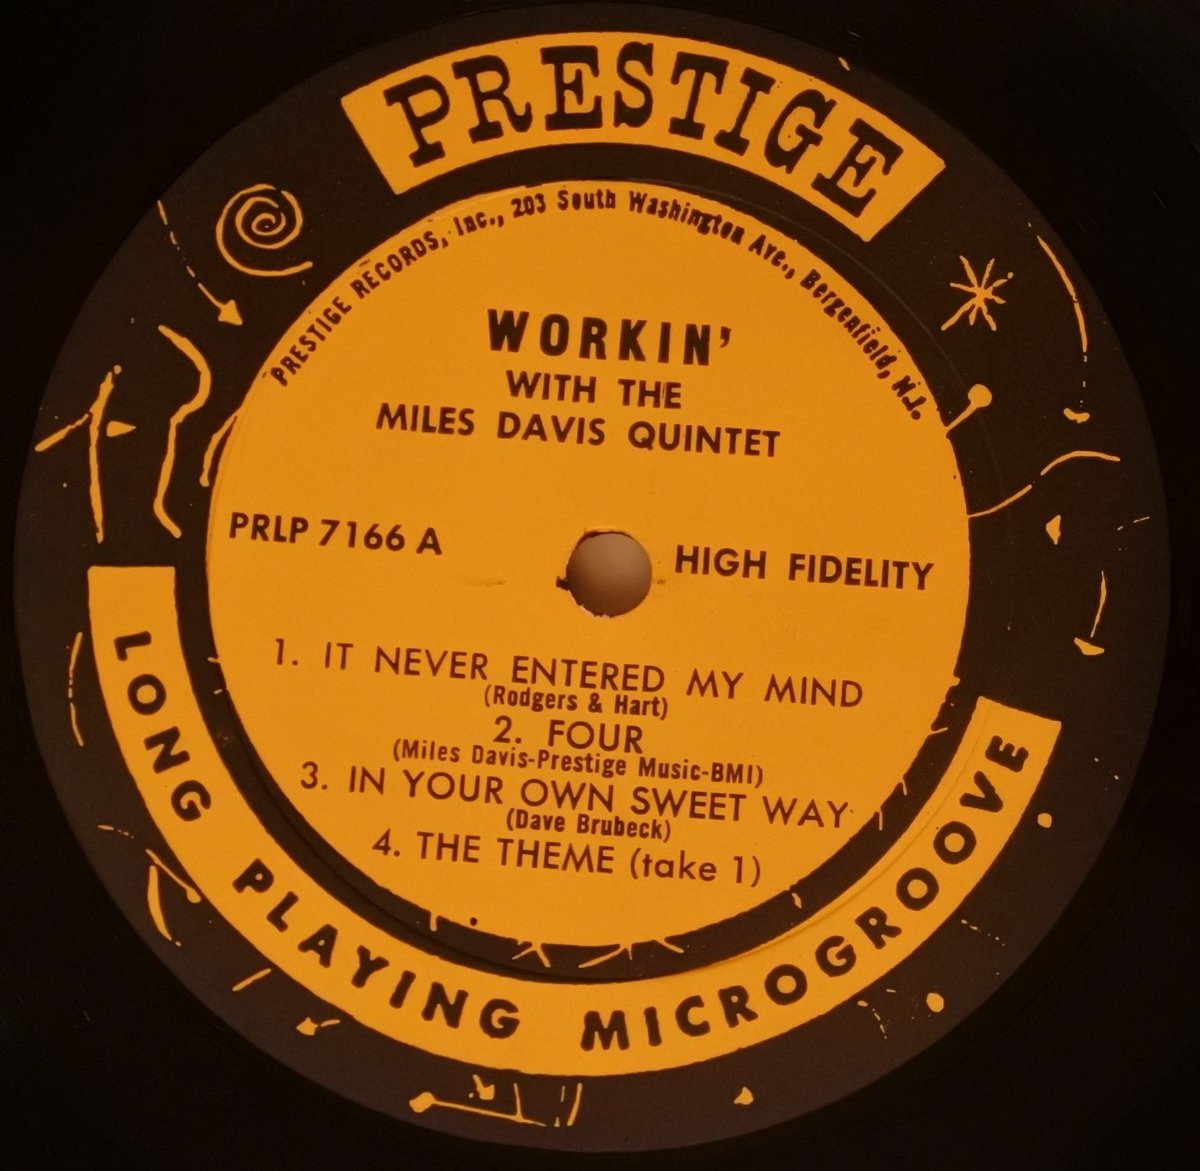 PRESTIGE
PRESTIGE RECORDS, Inc., 203 South Washington Ave., Bergenfield, N.J.
WORKIN'
WITH THE
MILES DAVIS QUINTET
PRLP 7166 A
HIGH FIDELITY
1. IT NEVER ENTERED MY MIND
(Rodgers & Hart)
2. FOUR
(Miles Davis-Prestige Music-BMI)
3. IN YOUR OWN SWEET WAY
(Dave Brubeck)
4. THE THEME (take 1)
LONG PLAYING MICROGROOVE